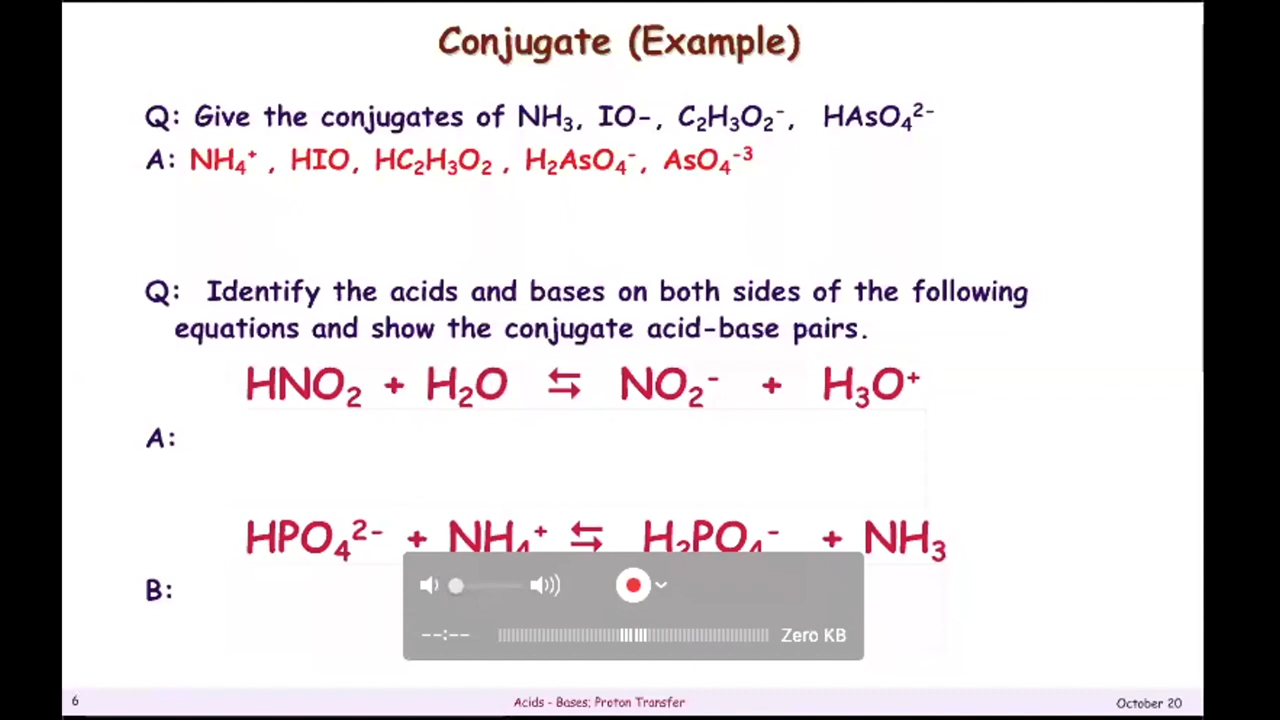 Conjugate (Example)
Q: Give the conjugates of NH₃, IO-, C₂H₃O₂⁻, HAsO₄²⁻
A: NH₄⁺ , HIO, HC₂H₃O₂ , H₂AsO₄⁻, AsO₄⁻³
Q: Identify the acids and bases on both sides of the following
equations and show the conjugate acid-base pairs.
HNO₂ + H₂O ⇆ NO₂⁻ + H₃O⁺
A:
HPO₄²⁻ + NH₄⁺ ⇆ H₂PO₄⁻ + NH₃
B:
--:-- Zero KB
6 Acids - Bases; Proton Transfer October 20